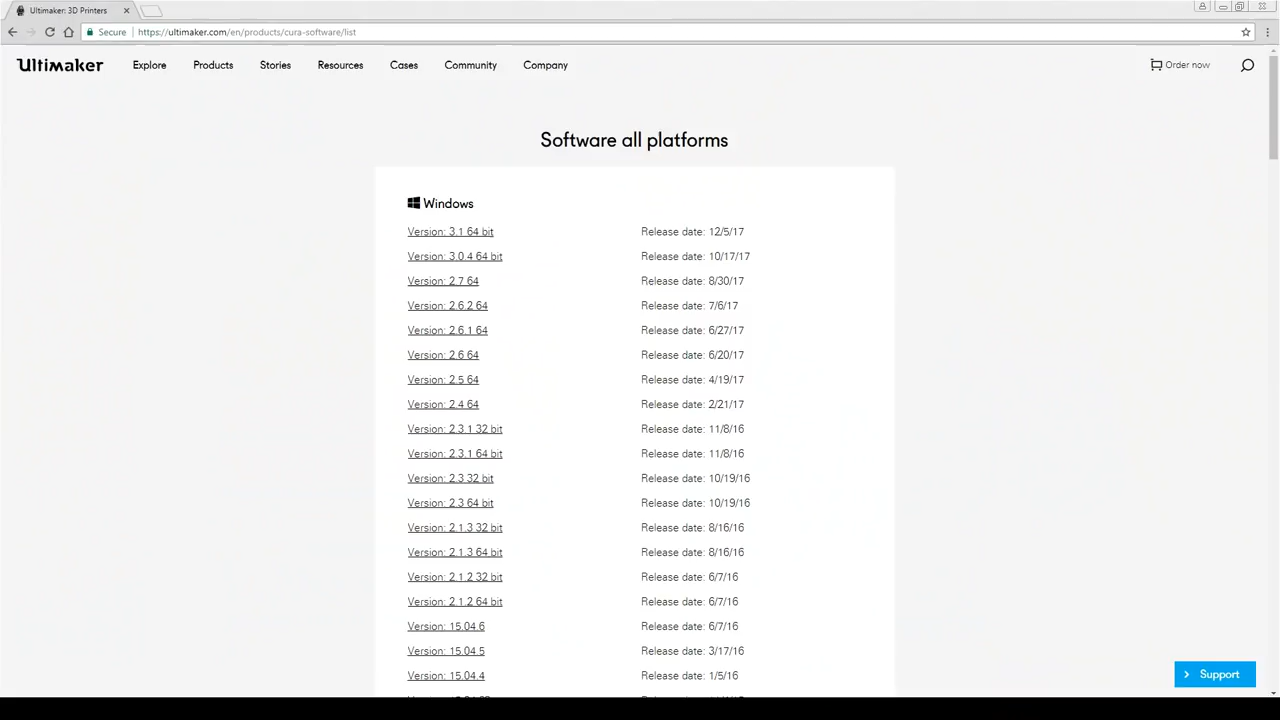 Ultimaker: 3D Printers
Secure https://ultimaker.com/en/products/cura-software/list
Ultimaker Explore Products Stories Resources Cases Community Company Order now
Software all platforms
Windows
Version: 3.1 64 bit Release date: 12/5/17
Version: 3.0.4 64 bit Release date: 10/17/17
Version: 2.7 64 Release date: 8/30/17
Version: 2.6.2 64 Release date: 7/6/17
Version: 2.6.1 64 Release date: 6/27/17
Version: 2.6 64 Release date: 6/20/17
Version: 2.5 64 Release date: 4/19/17
Version: 2.4 64 Release date: 2/21/17
Version: 2.3.1 32 bit Release date: 11/8/16
Version: 2.3.1 64 bit Release date: 11/8/16
Version: 2.3 32 bit Release date: 10/19/16
Version: 2.3 64 bit Release date: 10/19/16
Version: 2.1.3 32 bit Release date: 8/16/16
Version: 2.1.3 64 bit Release date: 8/16/16
Version: 2.1.2 32 bit Release date: 6/7/16
Version: 2.1.2 64 bit Release date: 6/7/16
Version: 15.04.6 Release date: 6/7/16
Version: 15.04.5 Release date: 3/17/16
Version: 15.04.4 Release date: 1/5/16
Support